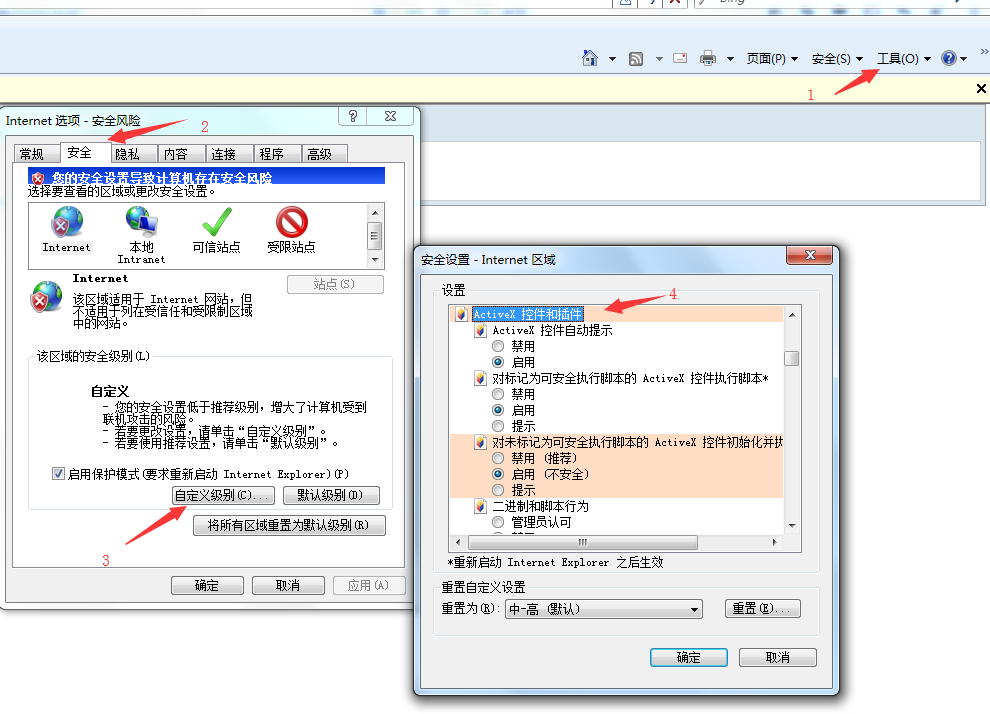 Bing
页面(P)
安全(S)
工具(O)
1
Internet 选项 - 安全风险
2
常规
安全
隐私
内容
连接
程序
高级
您的安全设置导致计算机存在安全风险
选择要查看的区域或更改安全设置。
Internet
本地
Intranet
可信站点
受限站点
Internet
站点(S)
该区域适用于 Internet 网站，但
不适用于列在受信任和受限制区域
中的网站。
该区域的安全级别(L)
自定义
- 您的安全设置低于推荐级别，增大了计算机受到
联机攻击的风险。
- 若要更改设置，请单击“自定义级别”。
- 若要使用推荐设置，请单击“默认级别”。
启用保护模式(要求重新启动 Internet Explorer)(P)
自定义级别(C)...
默认级别(D)
将所有区域重置为默认级别(R)
3
确定
取消
应用(A)
安全设置 - Internet 区域
设置
4
ActiveX 控件和插件
ActiveX 控件自动提示
禁用
启用
对标记为可安全执行脚本的 ActiveX 控件执行脚本*
禁用
启用
提示
对未标记为可安全执行脚本的 ActiveX 控件初始化并执
禁用（推荐）
启用（不安全）
提示
二进制和脚本行为
管理员认可
*重新启动 Internet Explorer 之后生效
重置自定义设置
重置为(R):
中-高（默认）
重置(E)...
确定
取消